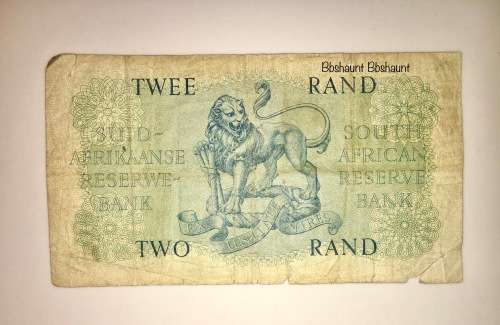 Bbshaunt Bbshaunt
TWEE RAND
SUID-
AFRIKAANSE
RESERWE-
BANK
SOUTH
AFRICAN
RESERVE
BANK
TWO RAND